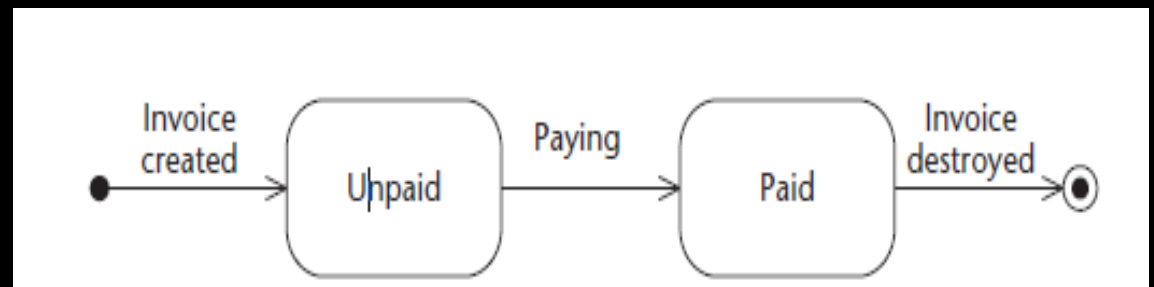 Invoice
created
Unpaid
Paying
Paid
Invoice
destroyed